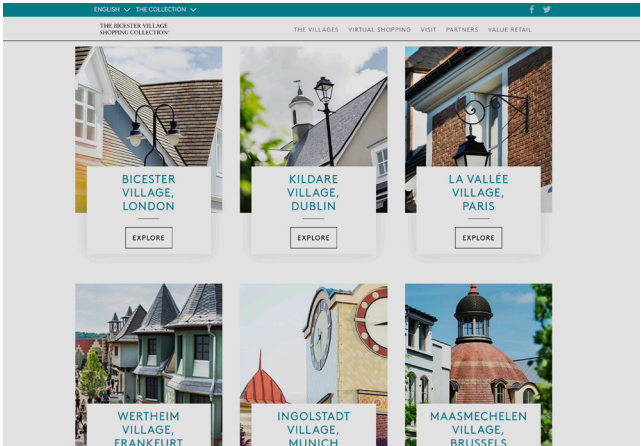 ENGLISH THE COLLECTION
THE BICESTER VILLAGE
SHOPPING COLLECTION®
THE VILLAGES VIRTUAL SHOPPING VISIT PARTNERS VALUE RETAIL
BICESTER
VILLAGE,
LONDON
EXPLORE
KILDARE
VILLAGE,
DUBLIN
EXPLORE
LA VALLÉE
VILLAGE,
PARIS
EXPLORE
WERTHEIM
VILLAGE,
FRANKFURT
INGOLSTADT
VILLAGE,
MUNICH
MAASMECHELEN
VILLAGE,
BRUSSELS